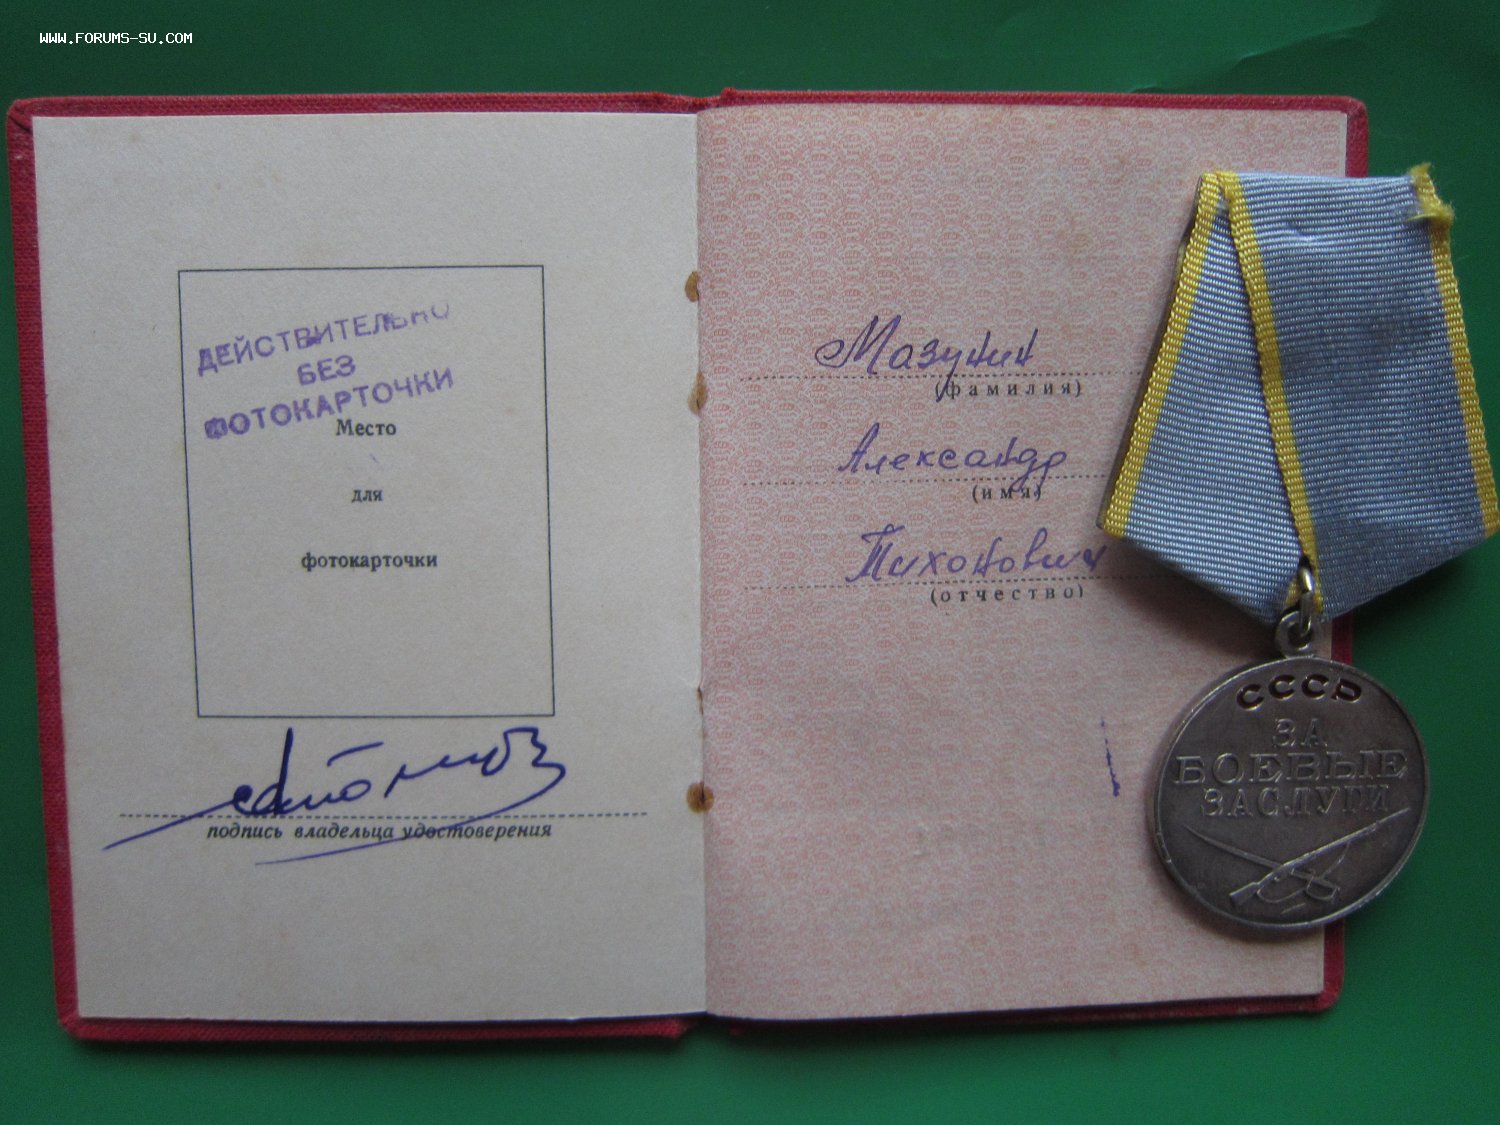 WWW.FORUMS-SU.COM
ДЕЙСТВИТЕЛЬНО
БЕЗ
ФОТОКАРТОЧКИ
Место
для
фотокарточки
подпись владельца удостоверения
Мазунин
(фамилия)
Александр
(имя)
Тихонович
(отчество)
СССР
ЗА
БОЕВЫЕ
ЗАСЛУГИ